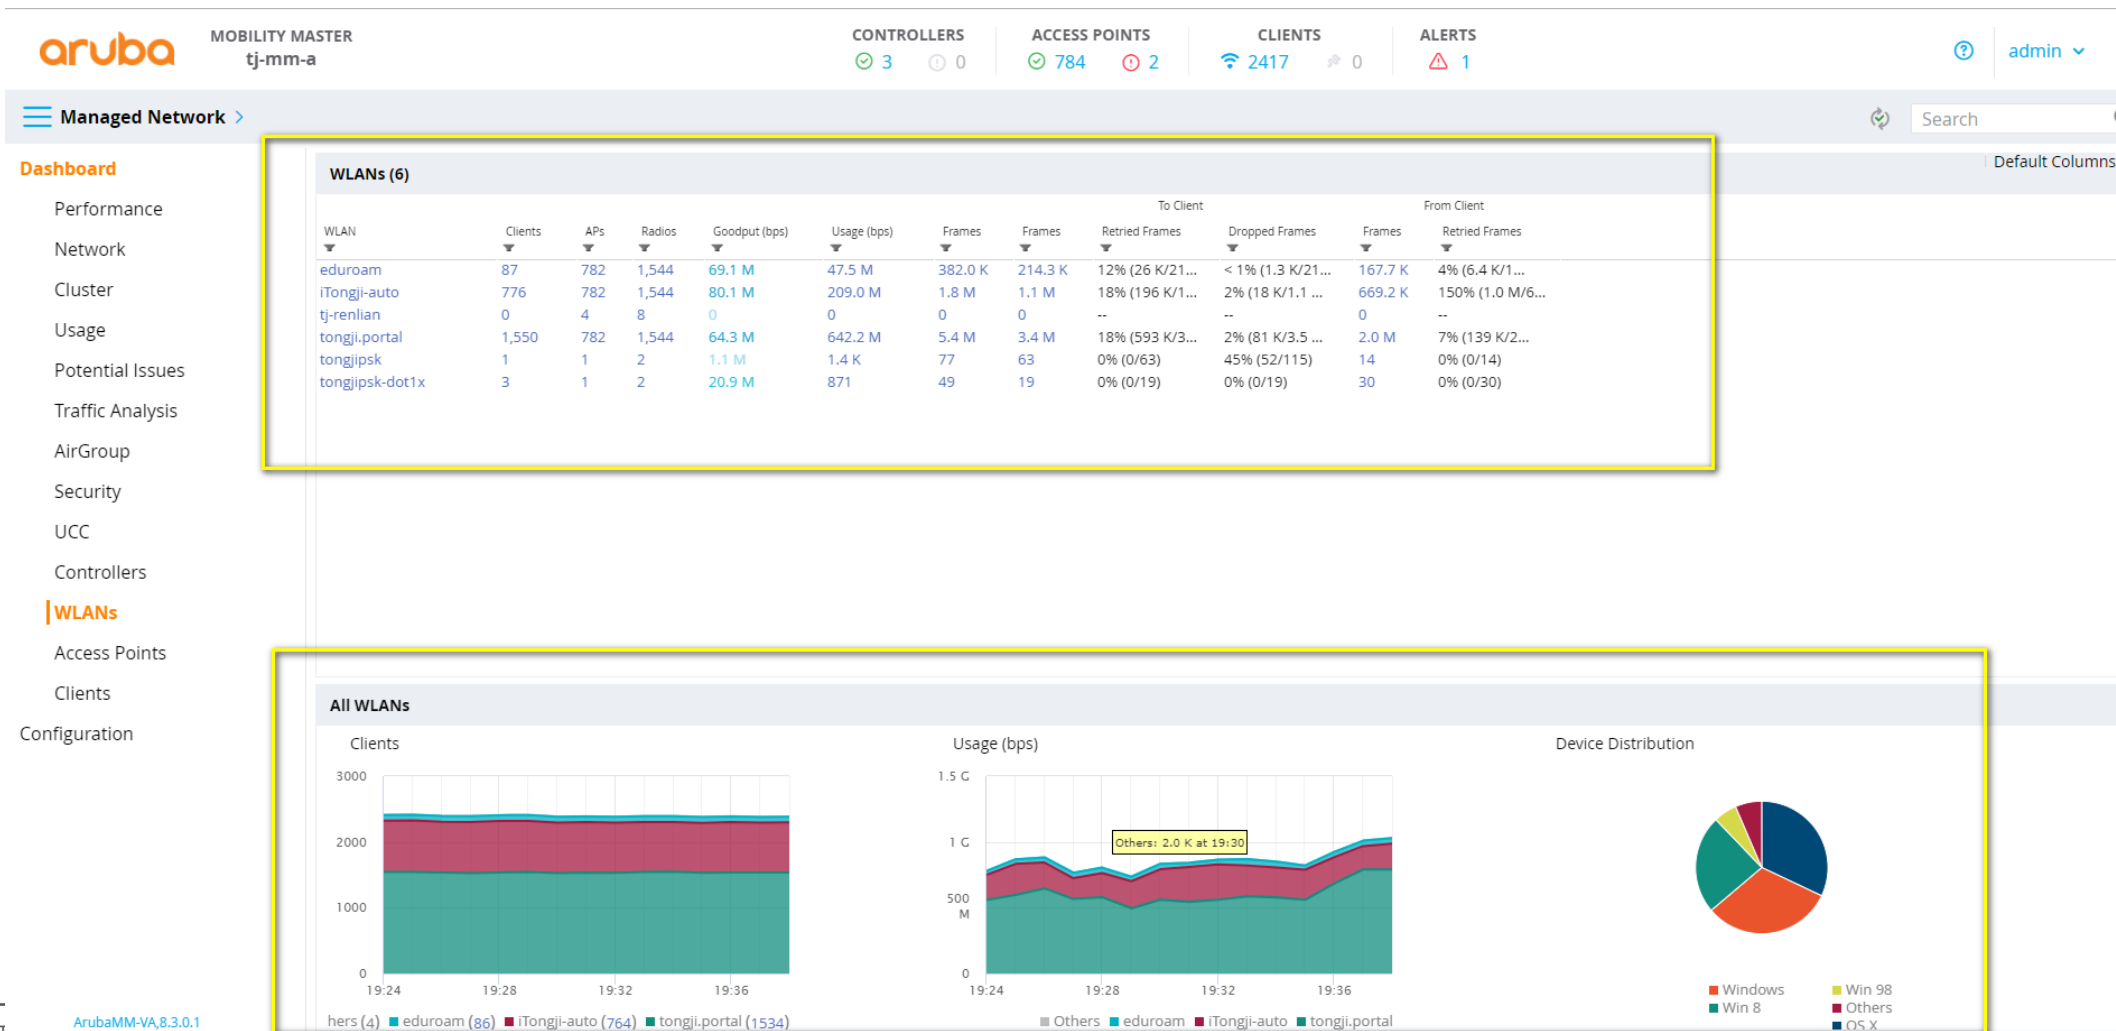 aruba
MOBILITY MASTER
tj-mm-a
CONTROLLERS
3 0
ACCESS POINTS
784 2
CLIENTS
2417 0
ALERTS
1
admin
Managed Network
Search
Dashboard
Performance
Network
Cluster
Usage
Potential Issues
Traffic Analysis
AirGroup
Security
UCC
Controllers
WLANs
Access Points
Clients
Configuration
ArubaMM-VA,8.3.0.1
WLANs (6)
Default Columns
To Client From Client
WLAN Clients APs Radios Goodput (bps) Usage (bps) Frames Frames Retried Frames Dropped Frames Frames Retried Frames
eduroam 87 782 1,544 69.1 M 47.5 M 382.0 K 214.3 K 12% (26 K/21... < 1% (1.3 K/21... 167.7 K 4% (6.4 K/1...
iTongji-auto 776 782 1,544 80.1 M 209.0 M 1.8 M 1.1 M 18% (196 K/1... 2% (18 K/1.1 ... 669.2 K 150% (1.0 M/6...
tj-renlian 0 4 8 0 0 0 0 -- -- 0 --
tongji.portal 1,550 782 1,544 64.3 M 642.2 M 5.4 M 3.4 M 18% (593 K/3... 2% (81 K/3.5 ... 2.0 M 7% (139 K/2...
tongjipsk 1 1 2 1.1 M 1.4 K 77 63 0% (0/63) 45% (52/115) 14 0% (0/14)
tongjipsk-dot1x 3 1 2 20.9 M 871 49 19 0% (0/19) 0% (0/19) 30 0% (0/30)
All WLANs
Clients
3000
2000
1000
0
19:24 19:28 19:32 19:36
hers (4) eduroam (86) iTongji-auto (764) tongji.portal (1534)
Usage (bps)
1.5 G
1 G
500
M
0
Others: 2.0 K at 19:30
19:24 19:28 19:32 19:36
Others eduroam iTongji-auto tongji.portal
Device Distribution
Windows Win 98
Win 8 Others
OS X